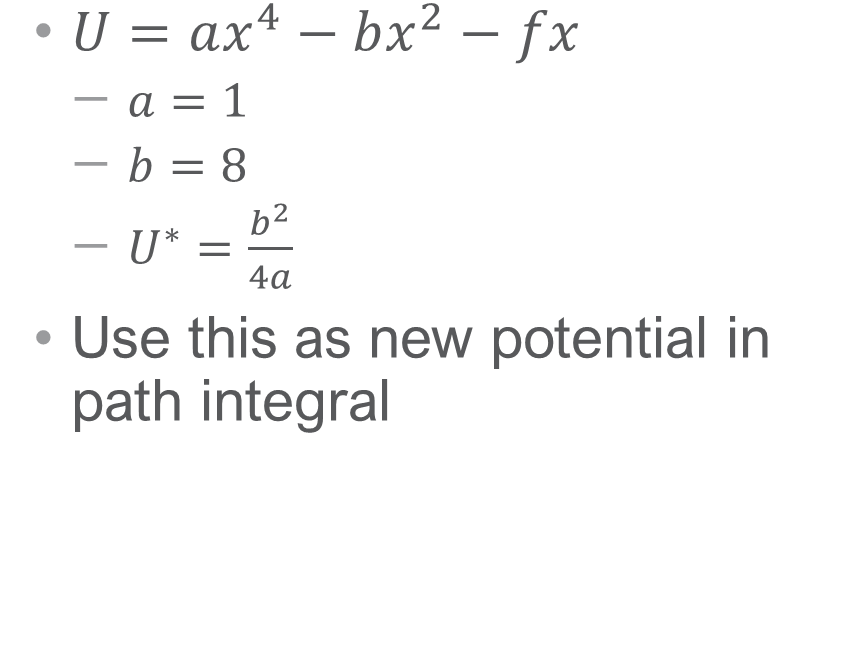 • U = ax⁴ − bx² − fx
– a = 1
– b = 8
– U* = b²/4a
• Use this as new potential in
path integral